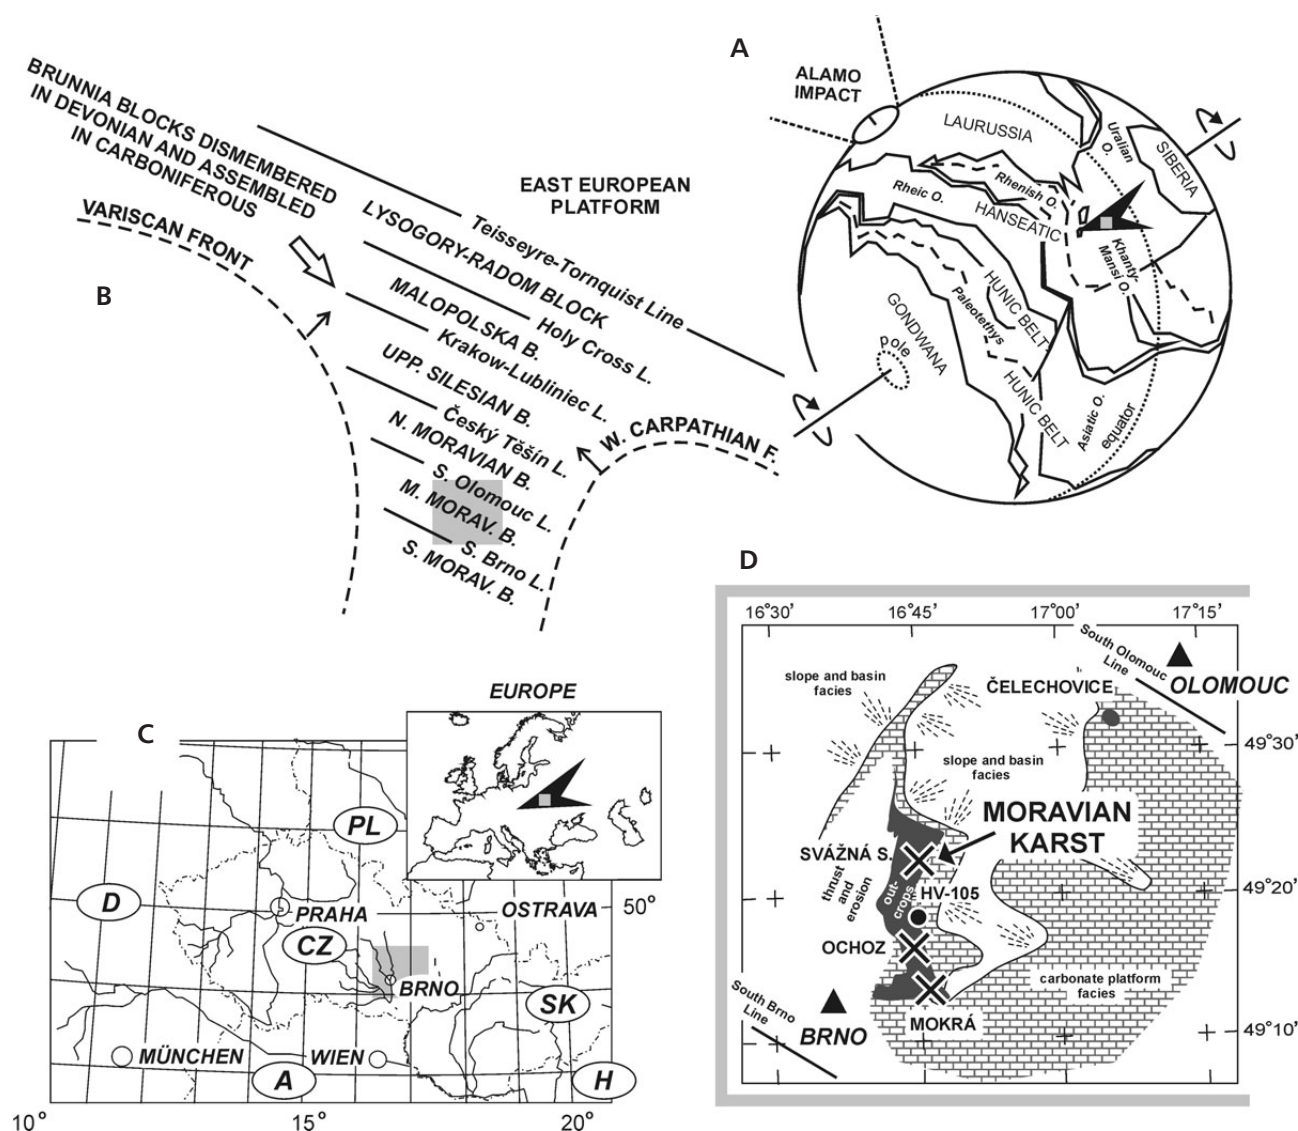 A
ALAMO
IMPACT
LAURUSSIA
Uralian
O.
SIBERIA
Rhenish O.
Rheic O.
HANSEATIC
Khanty-
Mansi O.
HUNIC BELT
Paleotethys
GONDWANA
pole
HUNIC BELT
Asiatic O.
equator
B
BRUNNIA BLOCKS DISMEMBERED
IN DEVONIAN AND ASSEMBLED
IN CARBONIFEROUS
VARISCAN FRONT
EAST EUROPEAN
PLATFORM
Teisseyre-Tornquist Line
LYSOGORY-RADOM BLOCK
Holy Cross L.
MALOPOLSKA B.
Krakow-Lubliniec L.
UPP. SILESIAN B.
Český Těšín L.
N. MORAVIAN B.
S. Olomouc L.
M. MORAV. B.
S. Brno L.
S. MORAV. B.
W. CARPATHIAN F.
C
EUROPE
PL
D
PRAHA
OSTRAVA
50°
CZ
BRNO
SK
MÜNCHEN
WIEN
A
H
10°
15°
20°
D
16°30'
16°45'
17°00'
17°15'
South Olomouc
Line
slope and basin
facies
ČELECHOVICE
OLOMOUC
49°30'
slope and basin
facies
MORAVIAN
KARST
SVÁŽNÁ S.
thrust
and
erosion
out-
crops
HV-105
49°20'
OCHOZ
carbonate platform
facies
South Brno
Line
BRNO
MOKRÁ
49°10'